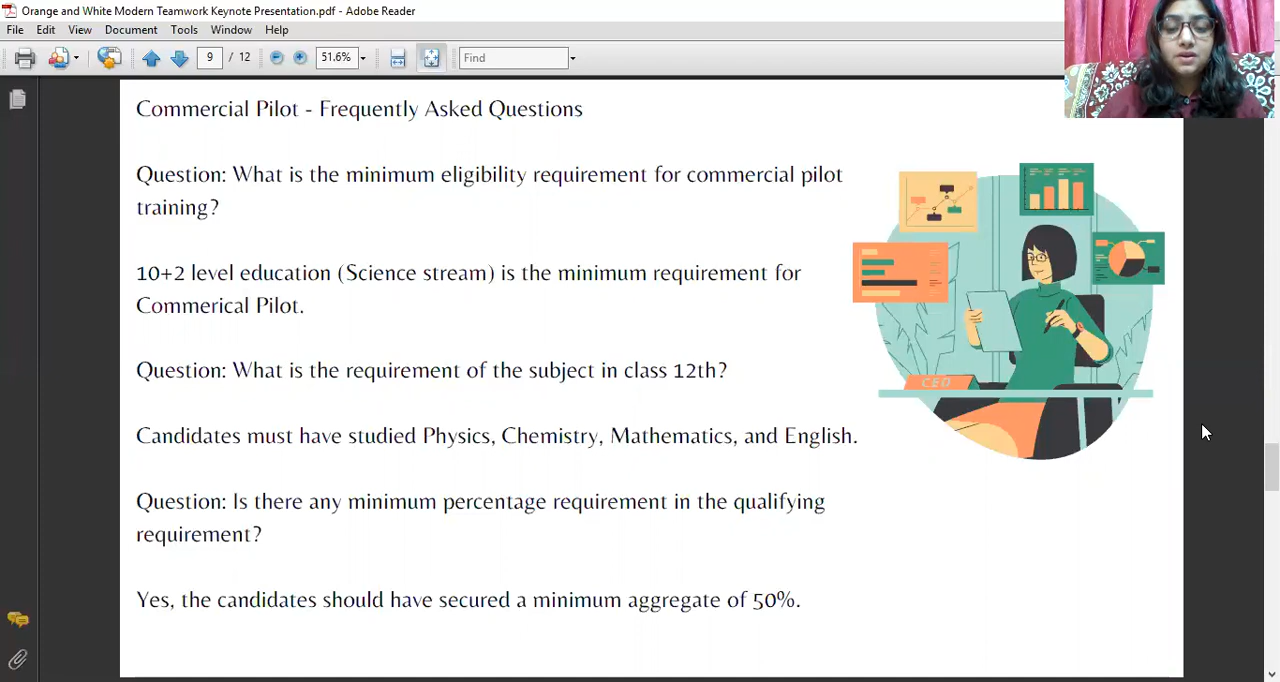 Orange and White Modern Teamwork Keynote Presentation.pdf - Adobe Reader
File Edit View Document Tools Window Help
9 / 12 51.6% Find
Commercial Pilot - Frequently Asked Questions
Question: What is the minimum eligibility requirement for commercial pilot
training?
10+2 level education (Science stream) is the minimum requirement for
Commerical Pilot.
Question: What is the requirement of the subject in class 12th?
Candidates must have studied Physics, Chemistry, Mathematics, and English.
Question: Is there any minimum percentage requirement in the qualifying
requirement?
Yes, the candidates should have secured a minimum aggregate of 50%.
CEO